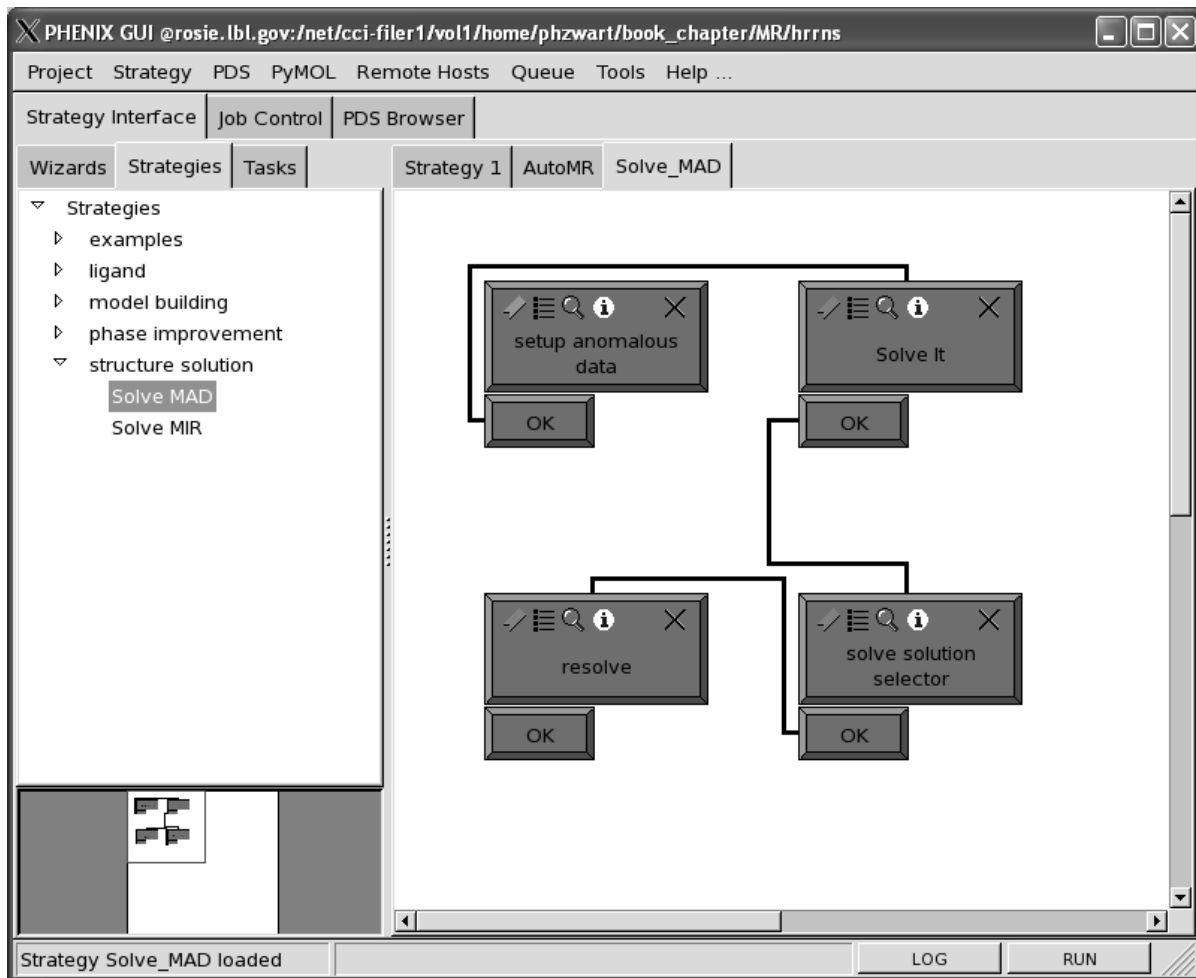 PHENIX GUI @rosie.lbl.gov:/net/cci-filer1/vol1/home/phzwart/book_chapter/MR/hrrns
Project Strategy PDS PyMOL Remote Hosts Queue Tools Help ...
Strategy Interface Job Control PDS Browser
Wizards Strategies Tasks
Strategies
examples
ligand
model building
phase improvement
structure solution
Solve MAD
Solve MIR
Strategy 1 AutoMR Solve_MAD
setup anomalous
data
OK
Solve It
OK
resolve
OK
solve solution
selector
OK
Strategy Solve_MAD loaded
LOG RUN